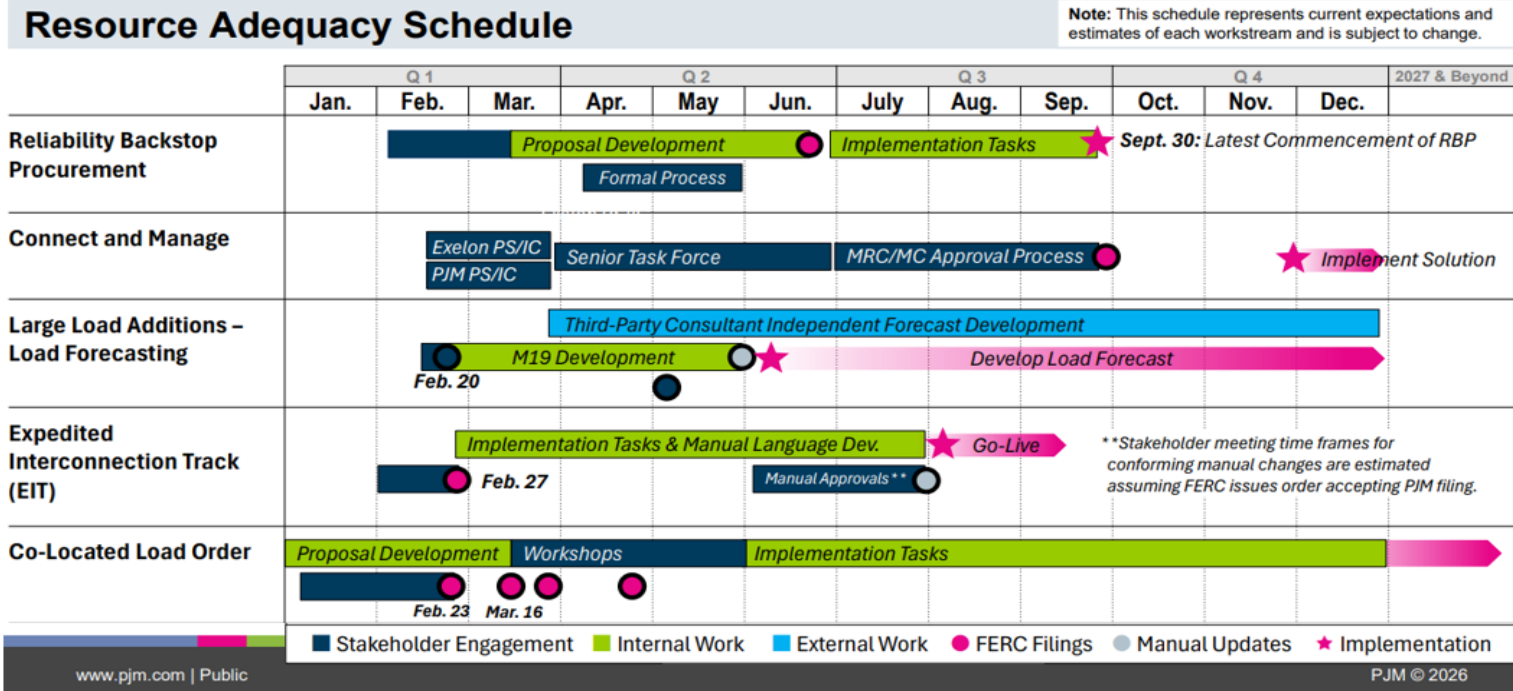 Resource Adequacy Schedule
Note: This schedule represents current expectations and
estimates of each workstream and is subject to change.
Q 1
Q 2
Q 3
Q 4
2027 & Beyond
Jan.
Feb.
Mar.
Apr.
May
Jun.
July
Aug.
Sep.
Oct.
Nov.
Dec.
Reliability Backstop
Procurement
Proposal Development
Implementation Tasks
Sept. 30: Latest Commencement of RBP
Formal Process
Connect and Manage
Exelon PS/IC
PJM PS/IC
Senior Task Force
MRC/MC Approval Process
Implement Solution
Large Load Additions –
Load Forecasting
Third-Party Consultant Independent Forecast Development
M19 Development
Develop Load Forecast
Feb. 20
Expedited
Interconnection Track
(EIT)
Implementation Tasks & Manual Language Dev.
Go-Live
Feb. 27
Manual Approvals**
**Stakeholder meeting time frames for
conforming manual changes are estimated
assuming FERC issues order accepting PJM filing.
Co-Located Load Order
Proposal Development
Workshops
Implementation Tasks
Feb. 23
Mar. 16
Stakeholder Engagement
Internal Work
External Work
FERC Filings
Manual Updates
Implementation
www.pjm.com | Public
PJM © 2026